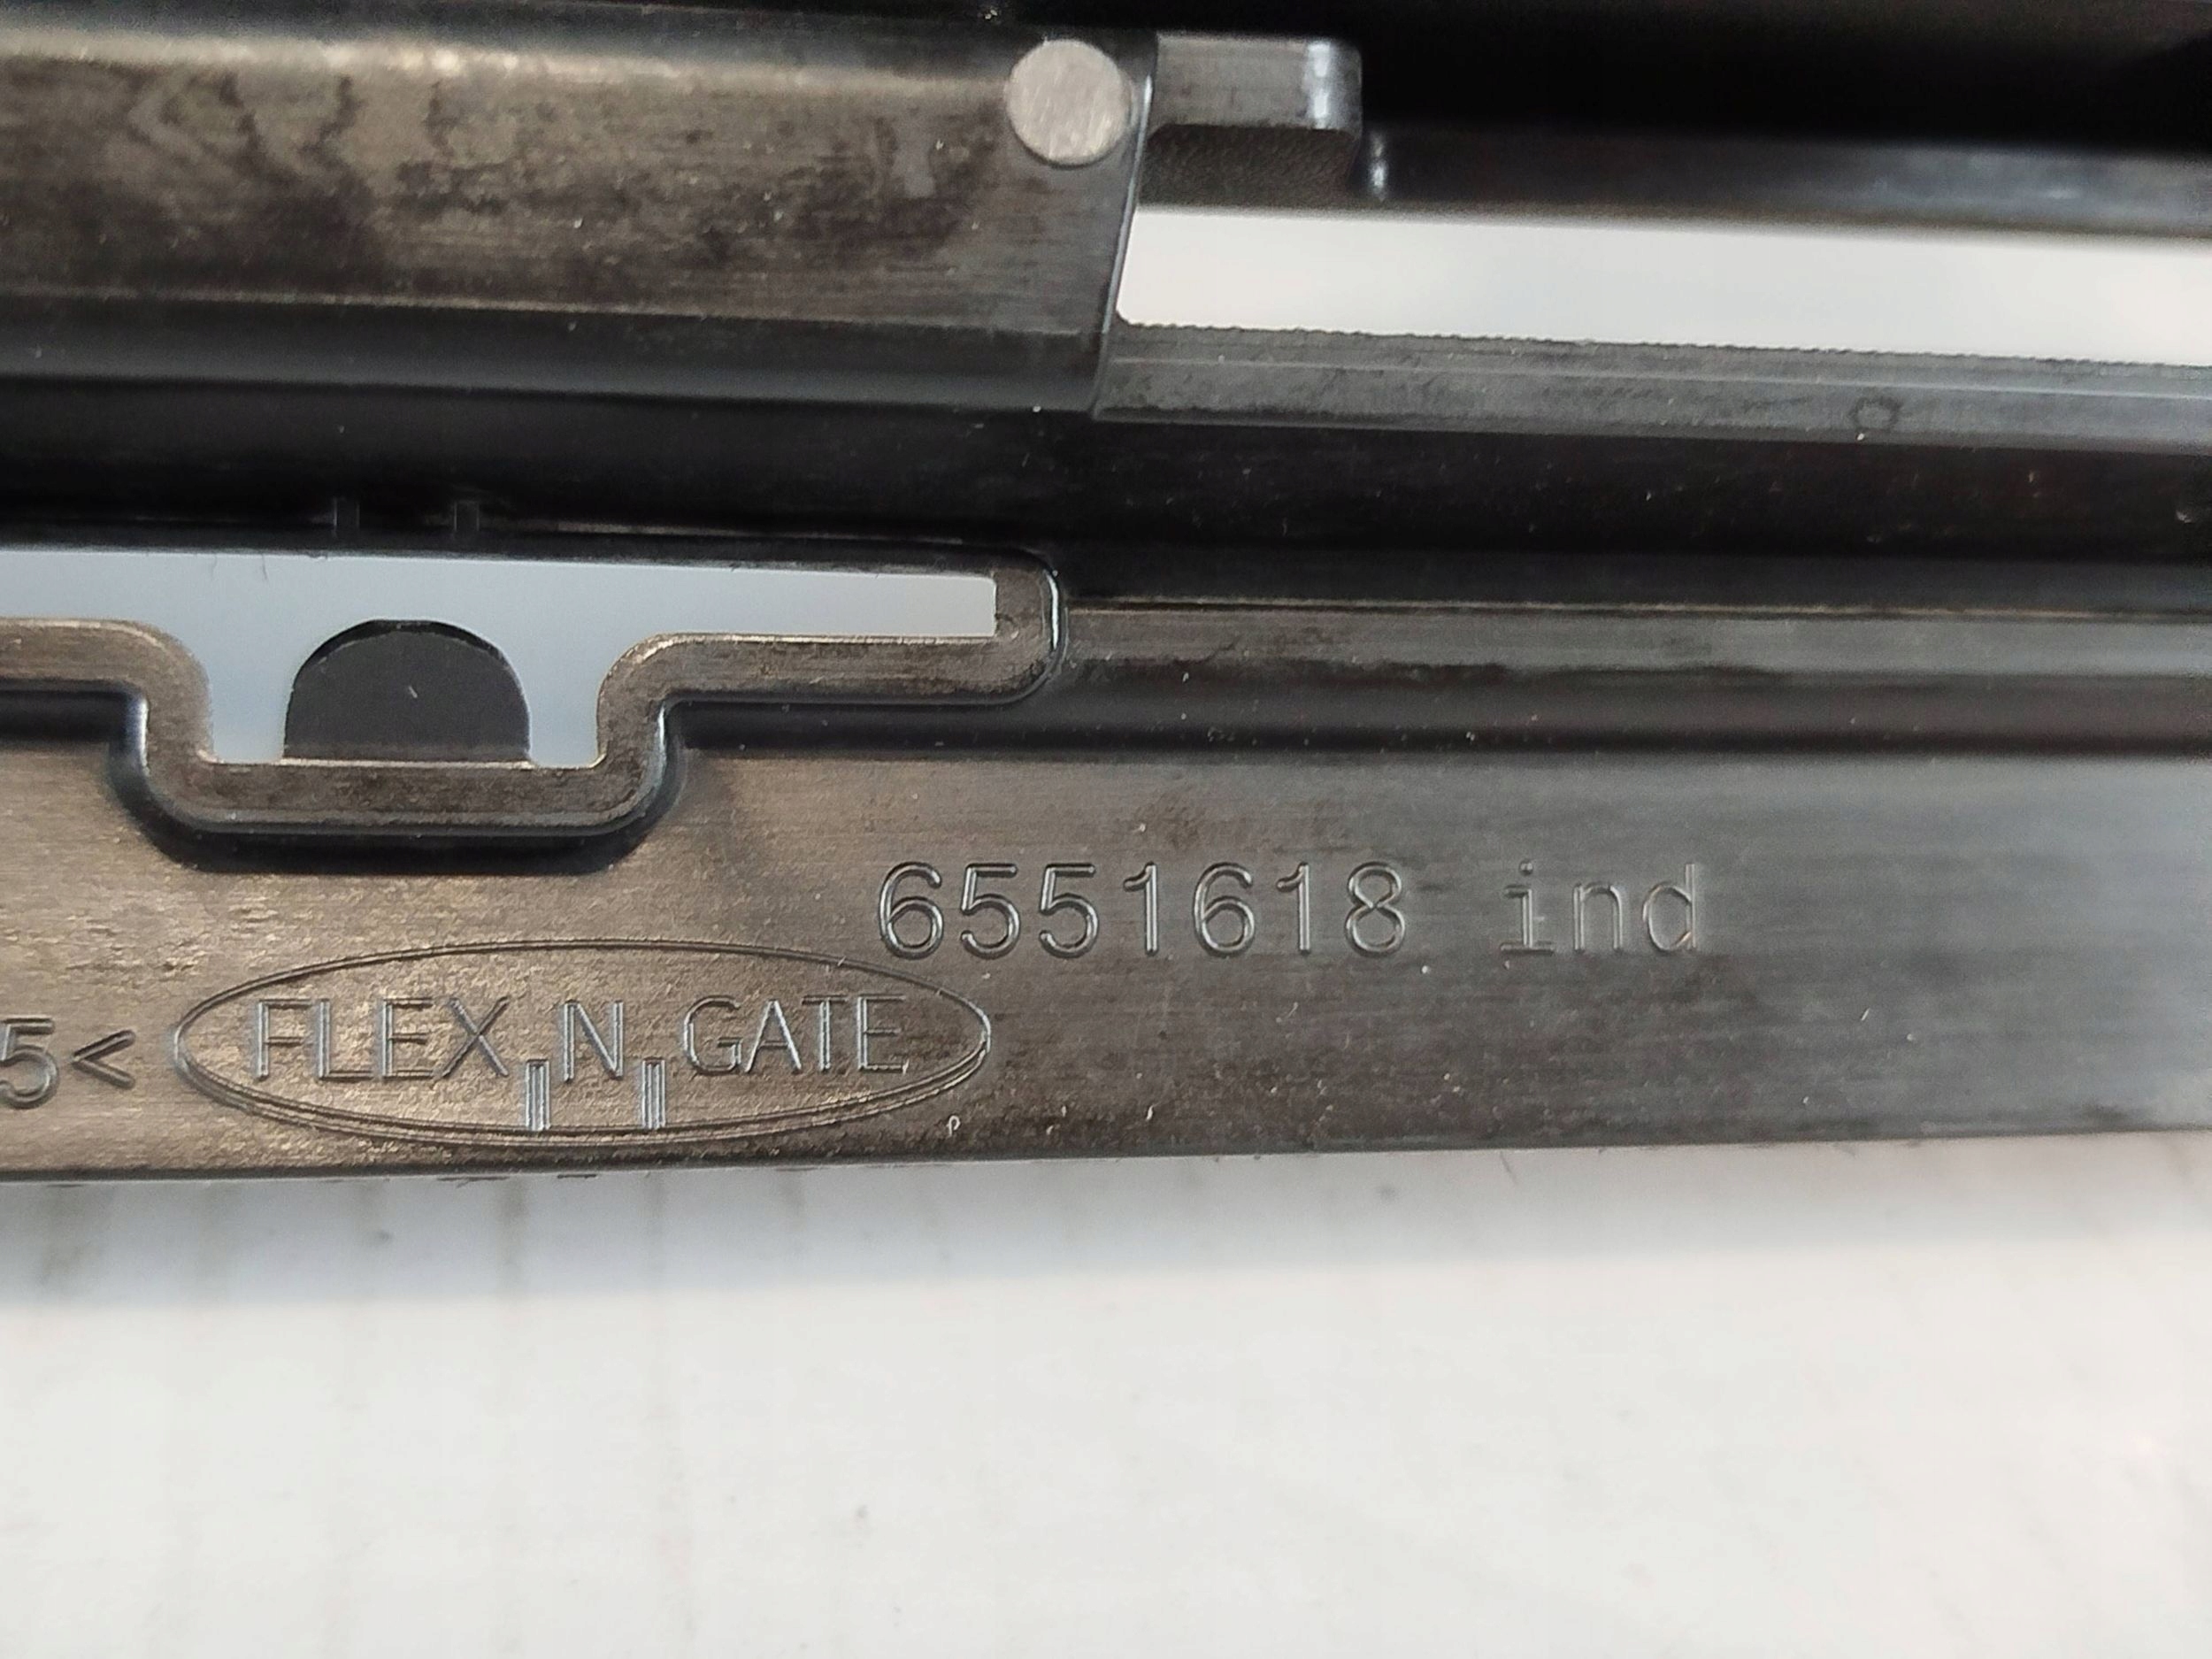 6551618 ind
5< FLEX N GATE